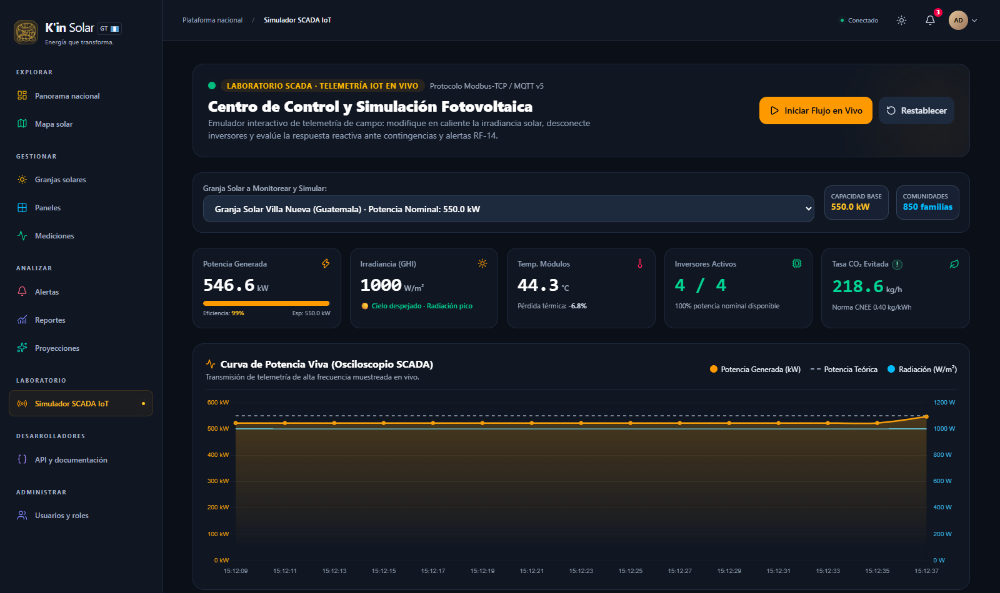 K'in Solar GT
Energía que transforma.
EXPLORAR
Panorama nacional
Mapa solar
GESTIONAR
Granjas solares
Paneles
Mediciones
ANALIZAR
Alertas
Reportes
Proyecciones
LABORATORIO
Simulador SCADA IoT
DESARROLLADORES
API y documentación
ADMINISTRAR
Usuarios y roles
Plataforma nacional / Simulador SCADA IoT
Conectado
3
AD
LABORATORIO SCADA · TELEMETRÍA IOT EN VIVO Protocolo Modbus-TCP / MQTT v5
Centro de Control y Simulación Fotovoltaica
Emulador interactivo de telemetría de campo: modifique en caliente la irradiancia solar, desconecte
inversores y evalúe la respuesta reactiva ante contingencias y alertas RF-14.
Iniciar Flujo en Vivo
Restablecer
Granja Solar a Monitorear y Simular:
Granja Solar Villa Nueva (Guatemala) · Potencia Nominal: 550.0 kW
CAPACIDAD BASE
550.0 kW
COMUNIDADES
850 familias
Potencia Generada
546.6 kW
Eficiencia: 99% Esp: 550.0 kW
Irradiancia (GHI)
1000 W/m²
Cielo despejado · Radiación pico
Temp. Módulos
44.3 °C
Pérdida térmica: -6.8%
Inversores Activos
4 / 4
100% potencia nominal disponible
Tasa CO₂ Evitada !
218.6 kg/h
Norma CNEE 0.40 kg/kWh
Curva de Potencia Viva (Osciloscopio SCADA)
Transmisión de telemetría de alta frecuencia muestreada en vivo.
Potencia Generada (kW) Potencia Teórica Radiación (W/m²)
600 kW 1200 W
500 kW 1000 W
400 kW 800 W
300 kW 600 W
200 kW 400 W
100 kW 200 W
0 kW 0 W
15:12:09 15:12:11 15:12:13 15:12:15 15:12:17 15:12:19 15:12:21 15:12:23 15:12:25 15:12:27 15:12:29 15:12:31 15:12:33 15:12:35 15:12:37